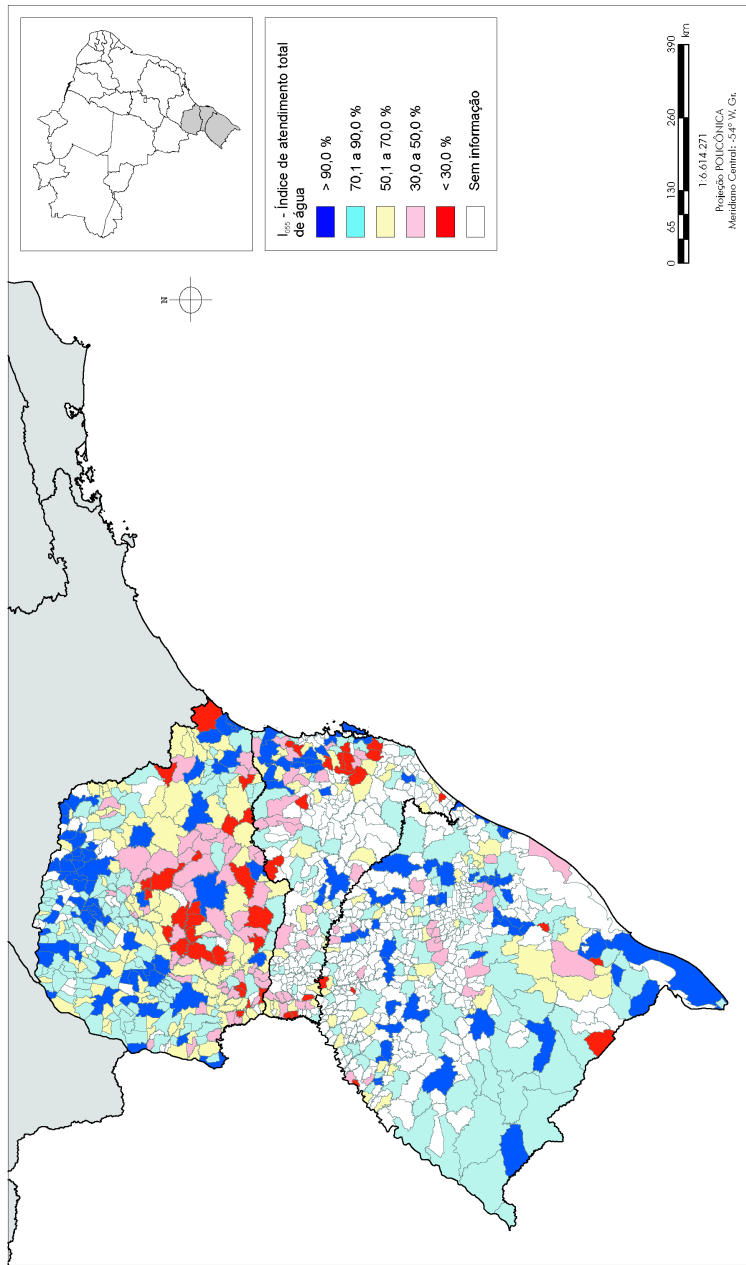 I055 - Índice de atendimento total
de água
> 90,0 %
70,1 a 90,0 %
50,1 a 70,0 %
30,0 a 50,0 %
< 30,0 %
Sem informação
N
0 65 130 260 390
km
1:6.614.271
Projeção POLICÔNICA
Meridiano Central: -54º W. Gr.